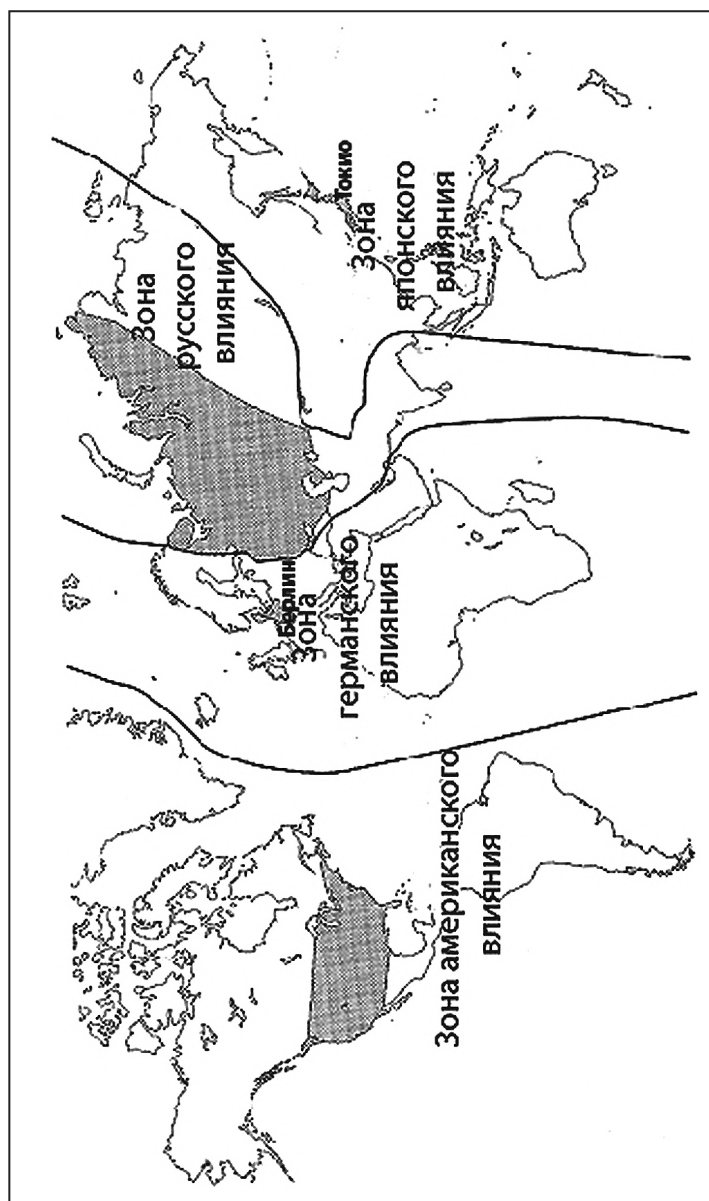 Зона
русского
влияния
Токио
Зона
японского
влияния
Берлин
Зона
германского
влияния
Зона американского
влияния